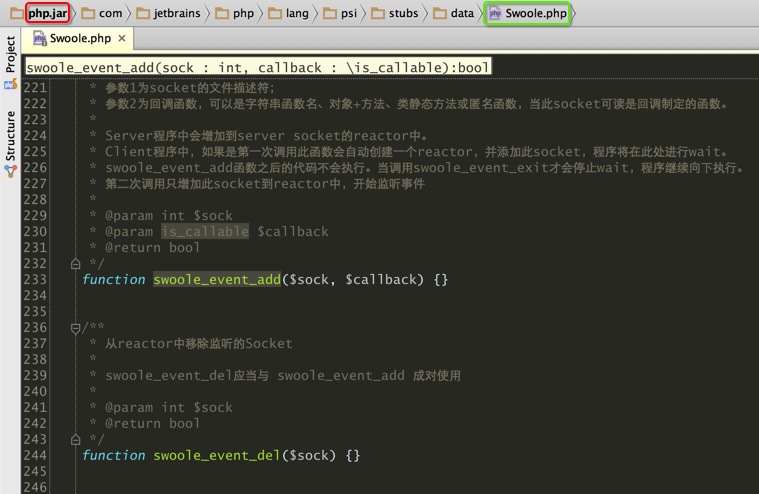 php.jar com jetbrains php lang psi stubs data Swoole.php
Swoole.php ×
Project
Structure
swoole_event_add(sock : int, callback : \is_callable):bool
221 * 参数1为socket的文件描述符;
222 * 参数2为回调函数，可以是字符串函数名、对象+方法、类静态方法或匿名函数，当此socket可读是回调制定的函数。
223 *
224 * Server程序中会增加到server socket的reactor中。
225 * Client程序中，如果是第一次调用此函数会自动创建一个reactor，并添加此socket，程序将在此处进行wait。
226 * swoole_event_add函数之后的代码不会执行。当调用swoole_event_exit才会停止wait，程序继续向下执行。
227 * 第二次调用只增加此socket到reactor中，开始监听事件
228 *
229 * @param int $sock
230 * @param is_callable $callback
231 * @return bool
232 */
233 function swoole_event_add($sock, $callback) {}
234
235
236 /**
237 * 从reactor中移除监听的Socket
238 *
239 * swoole_event_del应当与 swoole_event_add 成对使用
240 *
241 * @param int $sock
242 * @return bool
243 */
244 function swoole_event_del($sock) {}
245
246